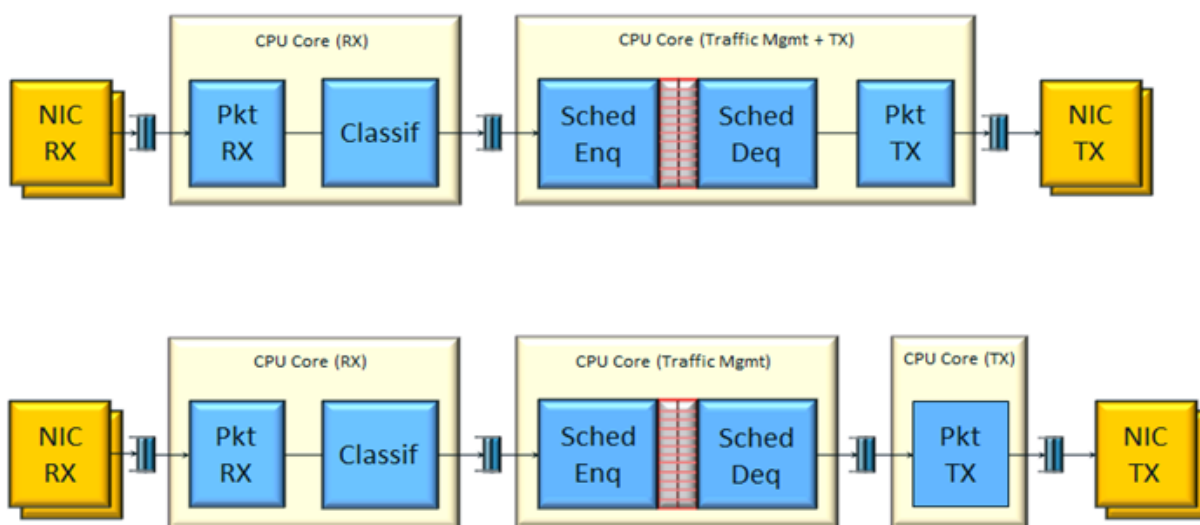 CPU Core (RX)
CPU Core (Traffic Mgmt + TX)
NIC
RX
Pkt
RX
Classif
Sched
Enq
Sched
Deq
Pkt
TX
NIC
TX
CPU Core (RX)
CPU Core (Traffic Mgmt)
CPU Core (TX)
NIC
RX
Pkt
RX
Classif
Sched
Enq
Sched
Deq
Pkt
TX
NIC
TX